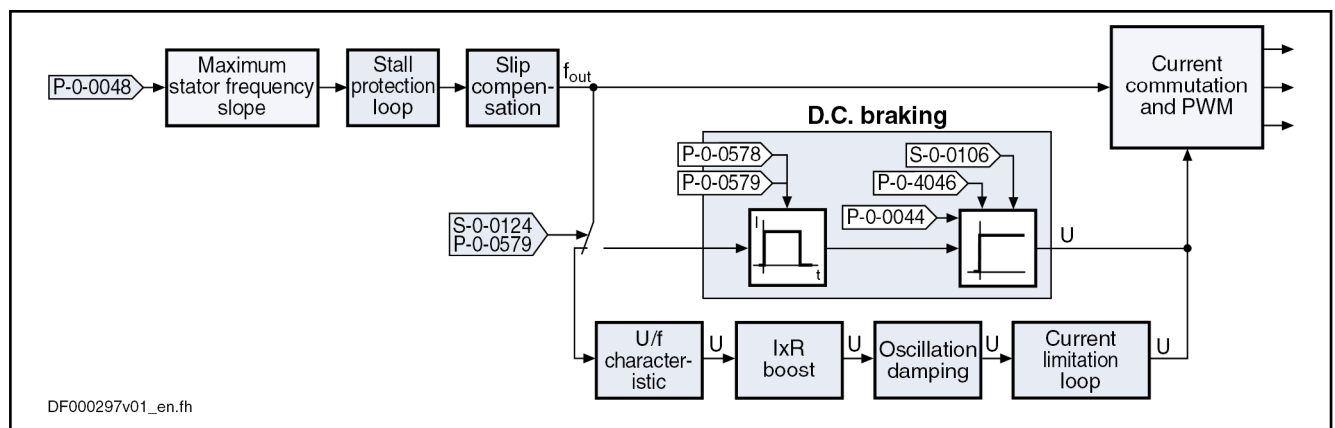 P-0-0048
Maximum
stator frequency
slope
Stall
protection
loop
Slip
compen-
sation
fout
Current
commutation
and PWM
D.C. braking
P-0-0578
P-0-0579
S-0-0106
P-0-4046
P-0-0044
S-0-0124
P-0-0579
I
t
U
U/f
character-
istic
U
IxR
boost
U
Oscillation
damping
U
Current
limitation
loop
U
DF000297v01_en.fh